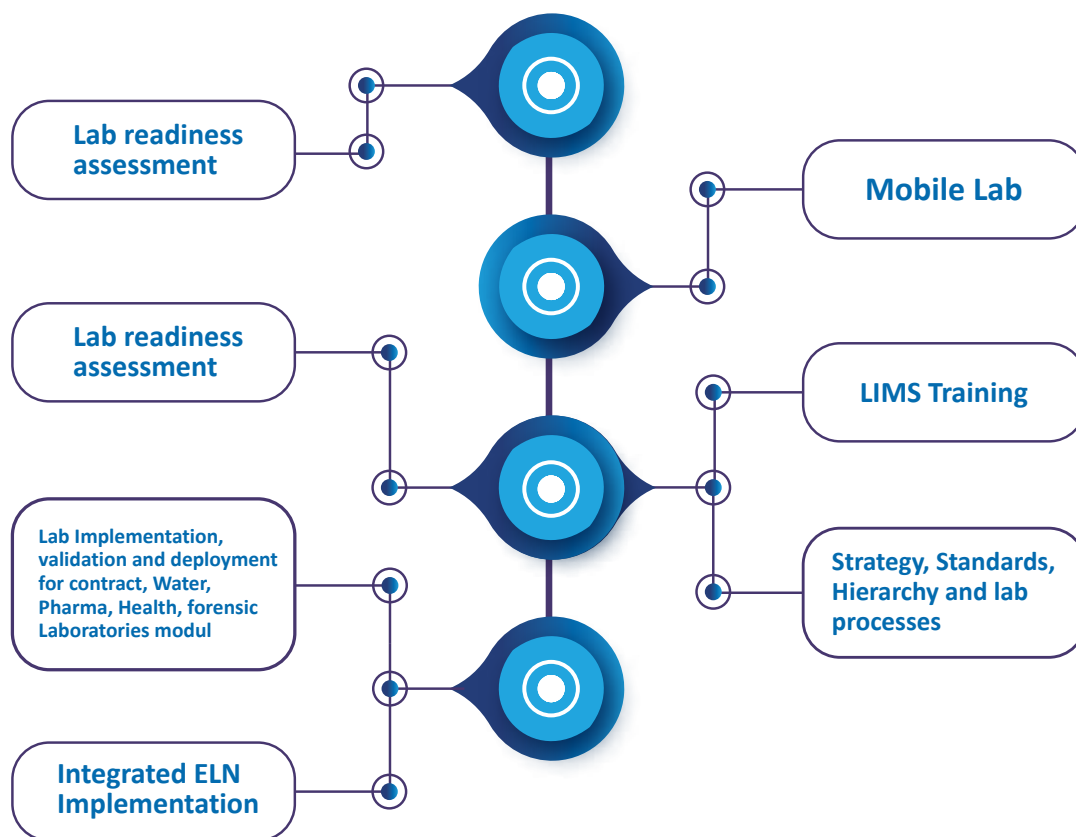 Lab readiness
assessment
Mobile Lab
Lab readiness
assessment
LIMS Training
Lab Implementation,
validation and deployment
for contract, Water,
Pharma, Health, forensic
Laboratories modul
Strategy, Standards,
Hierarchy and lab
processes
Integrated ELN
Implementation